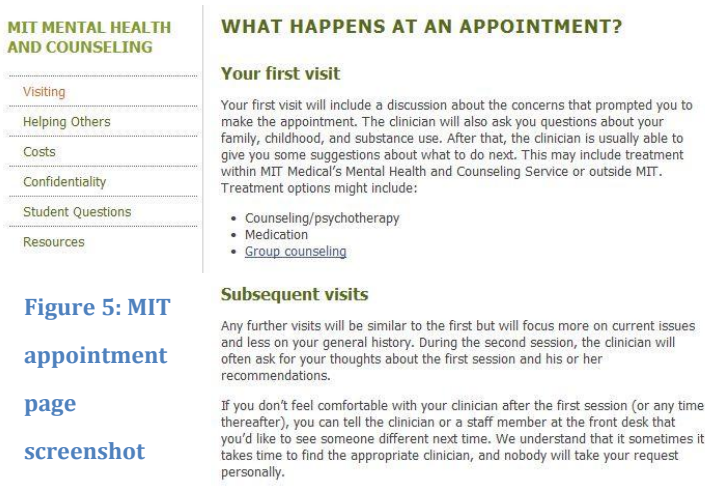 MIT MENTAL HEALTH
AND COUNSELING
Visiting
Helping Others
Costs
Confidentiality
Student Questions
Resources
Figure 5: MIT
appointment
page
screenshot
WHAT HAPPENS AT AN APPOINTMENT?
Your first visit
Your first visit will include a discussion about the concerns that prompted you to
make the appointment. The clinician will also ask you questions about your
family, childhood, and substance use. After that, the clinician is usually able to
give you some suggestions about what to do next. This may include treatment
within MIT Medical's Mental Health and Counseling Service or outside MIT.
Treatment options might include:
• Counseling/psychotherapy
• Medication
• Group counseling
Subsequent visits
Any further visits will be similar to the first but will focus more on current issues
and less on your general history. During the second session, the clinician will
often ask for your thoughts about the first session and his or her
recommendations.
If you don't feel comfortable with your clinician after the first session (or any time
thereafter), you can tell the clinician or a staff member at the front desk that
you'd like to see someone different next time. We understand that it sometimes it
takes time to find the appropriate clinician, and nobody will take your request
personally.